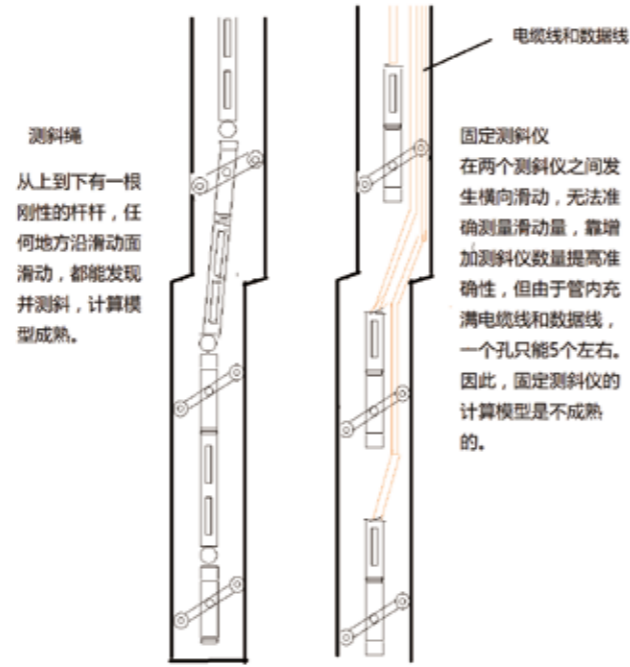 电缆线和数据线
测斜绳
从上到下有一根
刚性的杆杆，任
何地方沿滑动面
滑动，都能发现
并测斜，计算模
型成熟。
固定测斜仪
在两个测斜仪之间发
生横向滑动，无法准
确测量滑动量，靠增
加测斜仪数量提高准
确性，但由于管内充
满电缆线和数据线，
一个孔只能5个左右。
因此，固定测斜仪的
计算模型是不成熟
的。